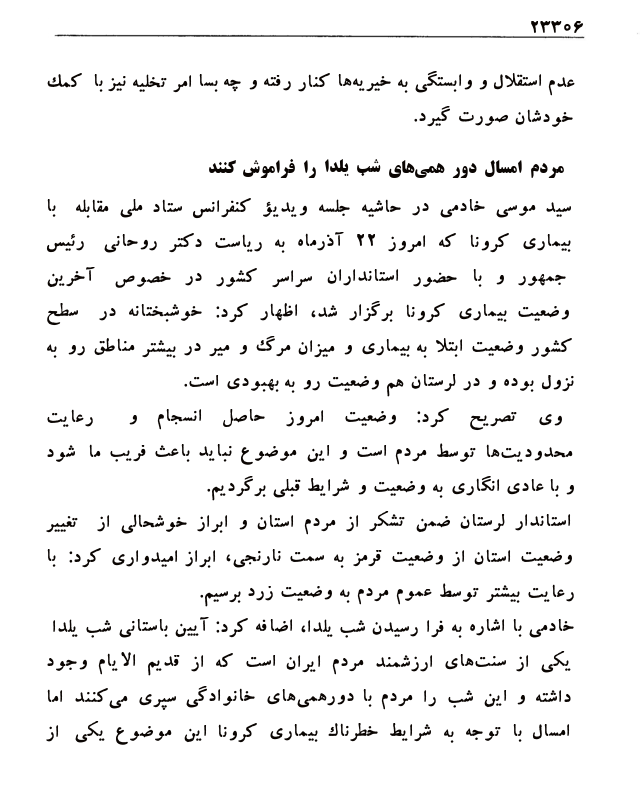 ۲۳۳۰۶
عدم استقلال و وابستگی به خیریه‌ها کنار رفته و چه بسا امر تخلیه نیز با کمك
خودشان صورت گیرد.
مردم امسال دور همی‌های شب یلدا را فراموش کنند
سید موسی خادمی در حاشیه جلسه ویدیؤ کنفرانس ستاد ملی مقابله با
بیماری کرونا که امروز ۲۲ آذرماه به ریاست دکتر روحانی رئیس
جمهور و با حضور استانداران سراسر کشور در خصوص آخرین
وضعیت بیماری کرونا برگزار شد، اظهار کرد: خوشبختانه در سطح
کشور وضعیت ابتلا به بیماری و میزان مرگ و میر در بیشتر مناطق رو به
نزول بوده و در لرستان هم وضعیت رو به بهبودی است.
وی تصریح کرد: وضعیت امروز حاصل انسجام و رعایت
محدودیت‌ها توسط مردم است و این موضوع نباید باعث فریب ما شود
و با عادی انگاری به وضعیت و شرایط قبلی برگردیم.
استاندار لرستان ضمن تشکر از مردم استان و ابراز خوشحالی از تغییر
وضعیت استان از وضعیت قرمز به سمت نارنجی، ابراز امیدواری کرد: با
رعایت بیشتر توسط عموم مردم به وضعیت زرد برسیم.
خادمی با اشاره به فرا رسیدن شب یلدا، اضافه کرد: آیین باستانی شب یلدا
یکی از سنت‌های ارزشمند مردم ایران است که از قدیم الایام وجود
داشته و این شب را مردم با دورهمی‌های خانوادگی سپری می‌کنند اما
امسال با توجه به شرایط خطرناك بیماری کرونا این موضوع یکی از